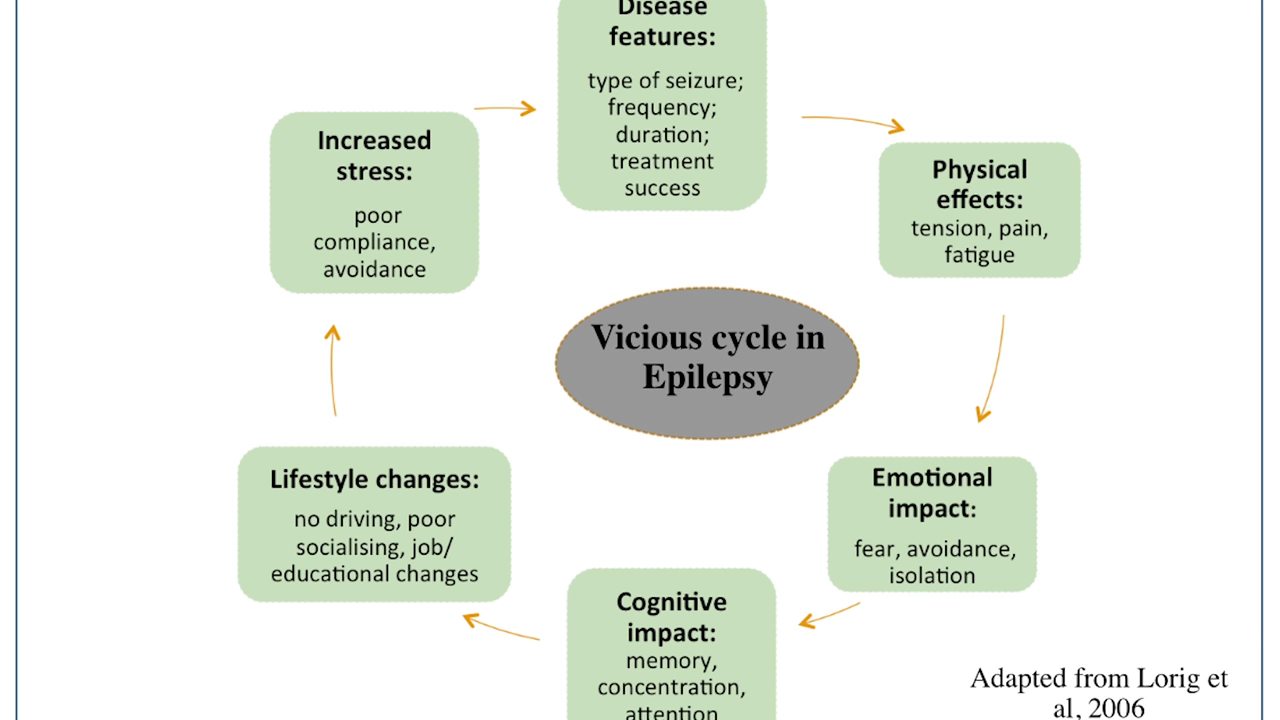 Disease
features:
type of seizure;
frequency;
duration;
treatment
success
Physical
effects:
tension, pain,
fatigue
Emotional
impact:
fear, avoidance,
isolation
Cognitive
impact:
memory,
concentration,
attention
Lifestyle changes:
no driving, poor
socialising, job/
educational changes
Increased
stress:
poor
compliance,
avoidance
Vicious cycle in
Epilepsy
Adapted from Lorig et
al, 2006